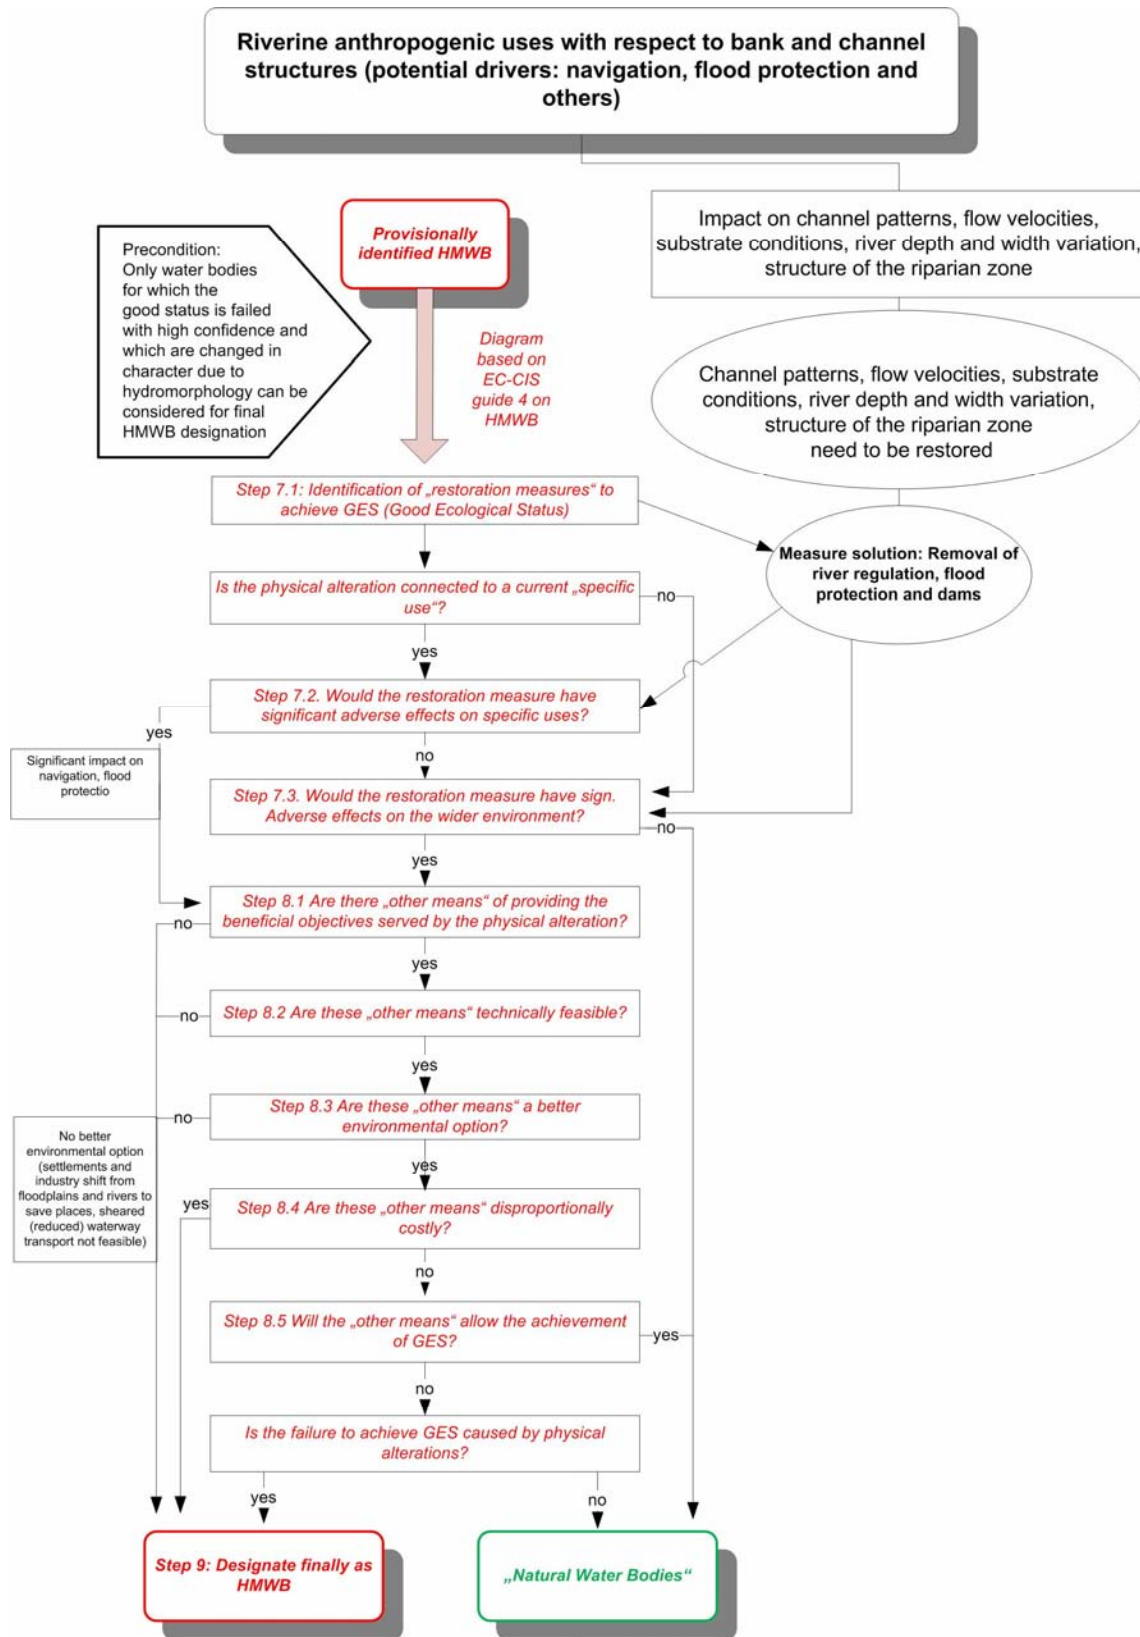 Riverine anthropogenic uses with respect to bank and channel
structures (potential drivers: navigation, flood protection and
others)
Impact on channel patterns, flow velocities,
substrate conditions, river depth and width variation,
structure of the riparian zone
Provisionally
identified HMWB
Precondition:
Only water bodies
for which the
good status is failed
with high confidence and
which are changed in
character due to
hydromorphology can be
considered for final
HMWB designation
Diagram
based on
EC-CIS
guide 4 on
HMWB
Channel patterns, flow velocities, substrate
conditions, river depth and width variation,
structure of the riparian zone
need to be restored
Step 7.1: Identification of „restoration measures“ to
achieve GES (Good Ecological Status)
Measure solution: Removal of
river regulation, flood
protection and dams
Is the physical alteration connected to a current „specific
use“?
no
yes
Step 7.2. Would the restoration measure have
significant adverse effects on specific uses?
yes
no
Significant impact on
navigation, flood
protectio
Step 7.3. Would the restoration measure have sign.
Adverse effects on the wider environment?
no
yes
Step 8.1 Are there „other means“ of providing the
beneficial objectives served by the physical alteration?
no
yes
Step 8.2 Are these „other means“ technically feasible?
no
yes
Step 8.3 Are these „other means“ a better
environmental option?
no
No better
environmental option
(settlements and
industry shift from
floodplains and rivers to
save places, sheared
(reduced) waterway
transport not feasible)
yes
Step 8.4 Are these „other means“ disproportionally
costly?
yes
no
Step 8.5 Will the „other means“ allow the achievement
of GES?
yes
no
Is the failure to achieve GES caused by physical
alterations?
yes
no
Step 9: Designate finally as
HMWB
„Natural Water Bodies“